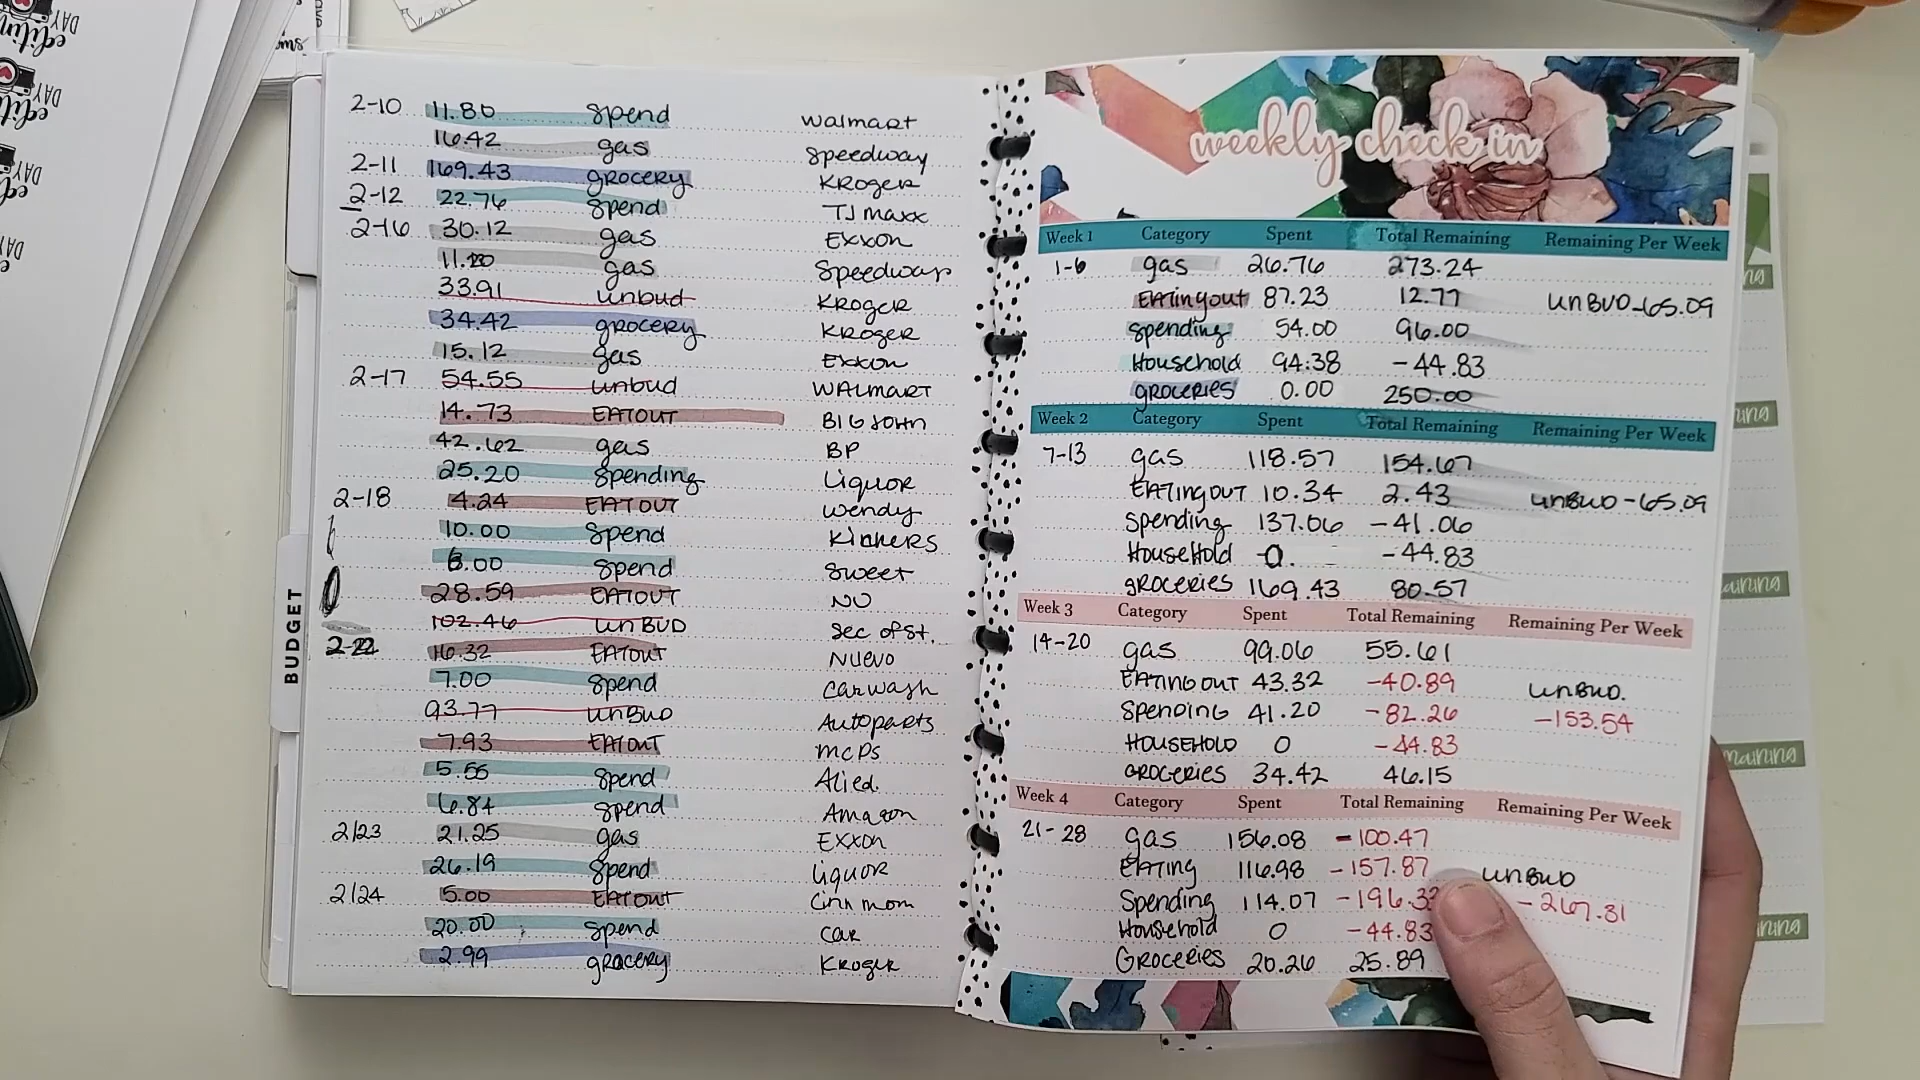 2-10 11.80 Spend Walmart
16.42 gas Speedway
2-11 169.43 GROCERY KROGER
2-12 22.76 Spend TJ maxx
2-16 30.12 gas EXXON
gas Speedway
33.91 unbud KROGER
34.42 GROCERY KROGER
15.12 gas EXXON
2-17 54.55 unbud WALMART
14.73 EATOUT BIGJOHN
42.62 gas BP
25.20 Spending Liquor
2-18 4.24 EATOUT Wendy
10.00 Spend
6.00 Spend Sweet
28.59 EATOUT NU
102.46 UNBUD Sec of St.
2-22 16.32 EATOUT NUEVO
7.00 Spend Carwash
93.77 UNBUD Autoparts
7.93 EATOUT McDs
5.55 Spend Alied.
6.84 Spend Amazon
2/23 21.25 gas EXXON
26.19 Spend Liquor
2/24 5.00 EATOUT
20.00 Spend CAR
2.99 grocery KROGER
BUDGET
weekly check in
Week 1 Category Spent Total Remaining Remaining Per Week
1-6 gas 26.76 273.24
EATingout 87.23 12.77 UNBUD-65.09
Spending 54.00 96.00
Household 94.38 -44.83
GROCERIES 0.00 250.00
Week 2 Category Spent Total Remaining Remaining Per Week
7-13 gas 118.57 154.67
EATINGOUT 10.34 2.43 UNBUD-65.09
Spending 137.06 -41.06
Household 0. -44.83
GROCERIES 169.43 80.57
Week 3 Category Spent Total Remaining Remaining Per Week
14-20 gas 99.06 55.61
EATING OUT 43.32 -40.89 UNBUD.
SPENDING 41.20 -82.26 -153.54
HOUSEHOLD 0 -44.83
GROCERIES 34.42 46.15
Week 4 Category Spent Total Remaining Remaining Per Week
21-28 gas 156.08 -100.47
EATING 116.98 -157.87 UNBUD
Spending 114.07 -267.81
Household 0 -44.83
GROCERIES 20.26 25.89
DAY
DAY
DAY
DAY